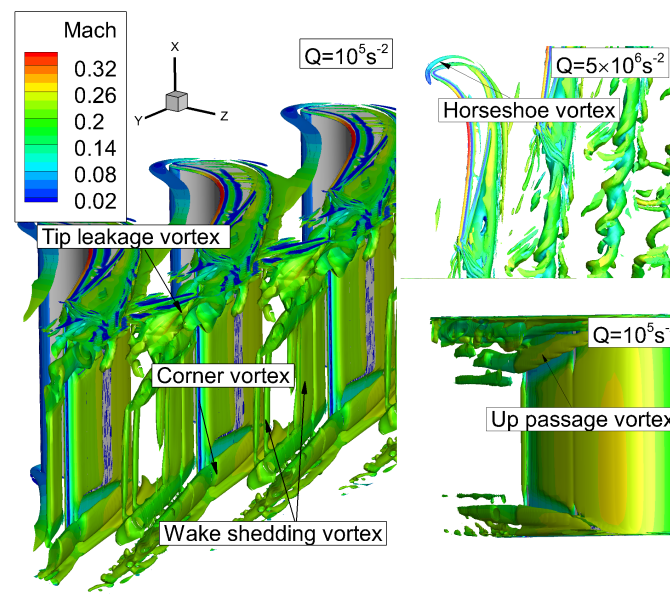 Mach
0.32
0.26
0.2
0.14
0.08
0.02
X
Y
Z
Q=10⁵s⁻²
Tip leakage vortex
Corner vortex
Wake shedding vortex
Q=5×10⁶s⁻²
Horseshoe vortex
Q=10⁵s⁻
Up passage vortex